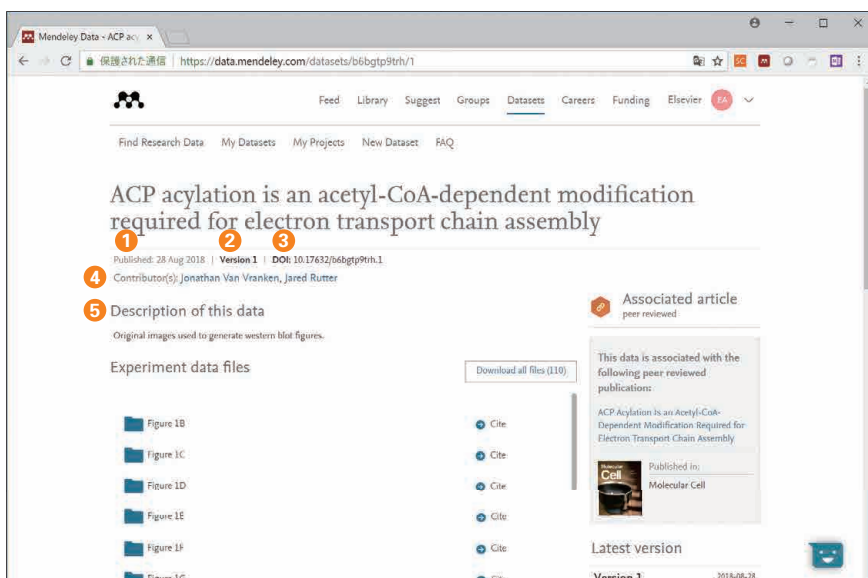 Mendeley Data - ACP acy ×
保護された通信 | https://data.mendeley.com/datasets/b6bgtp9trh/1
Feed Library Suggest Groups Datasets Careers Funding Elsevier EA
Find Research Data My Datasets My Projects New Dataset FAQ
ACP acylation is an acetyl-CoA-dependent modification
required for electron transport chain assembly
1 2 3
Published: 28 Aug 2018 | Version 1 | DOI: 10.17632/b6bgtp9trh.1
4 Contributor(s): Jonathan Van Vranken, Jared Rutter
5 Description of this data
Original images used to generate western blot figures.
Experiment data files
Download all files (110)
Figure 1B Cite
Figure 1C Cite
Figure 1D Cite
Figure 1E Cite
Figure 1F Cite
Figure 1G Cite
Associated article
peer reviewed
This data is associated with the
following peer reviewed
publication:
ACP Acylation Is an Acetyl-CoA-
Dependent Modification Required for
Electron Transport Chain Assembly
Molecular
Cell
Published in:
Molecular Cell
Latest version
Version 1 2018-08-28